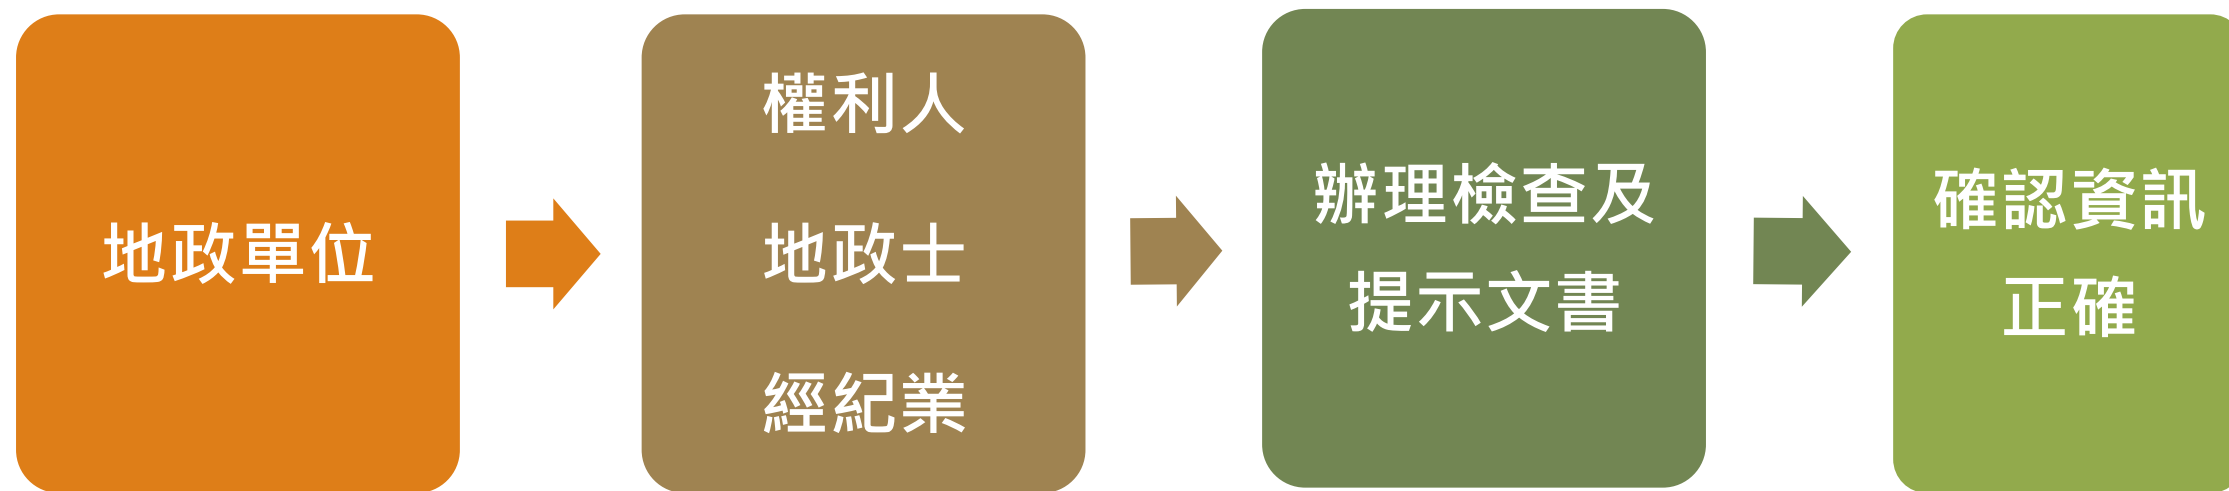 地政單位
權利人
地政士
經紀業
辦理檢查及
提示文書
確認資訊
正確